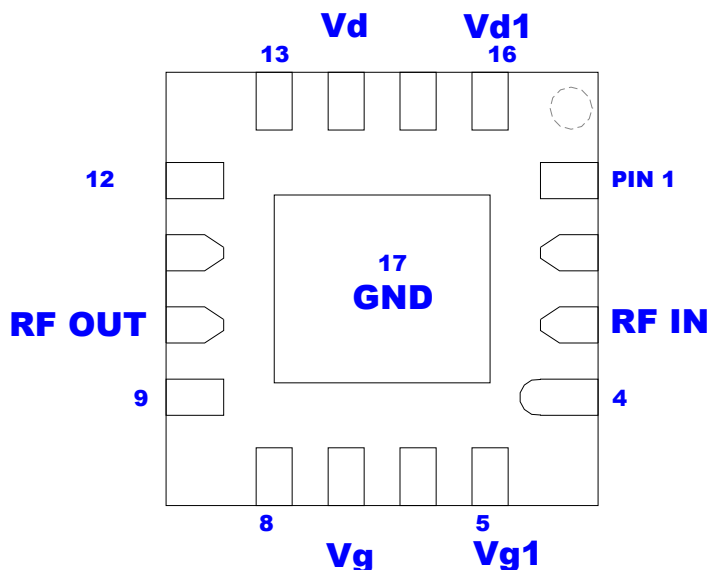 Vd Vd1
13 16
12 PIN 1
17
GND
RF OUT RF IN
9 4
8 5
Vg Vg1